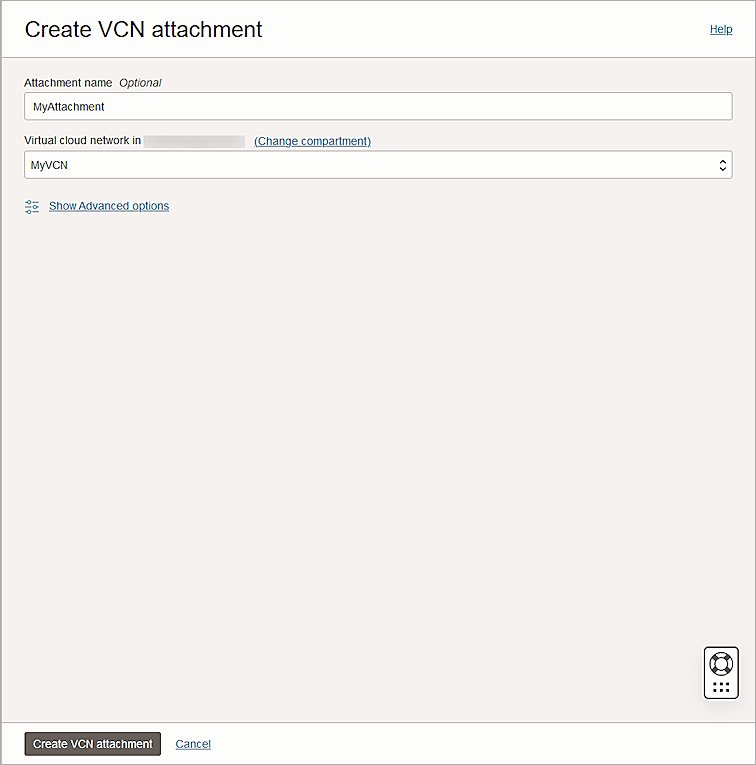 Create VCN attachment
Help
Attachment name Optional
MyAttachment
Virtual cloud network in (Change compartment)
MyVCN
Show Advanced options
Create VCN attachment Cancel